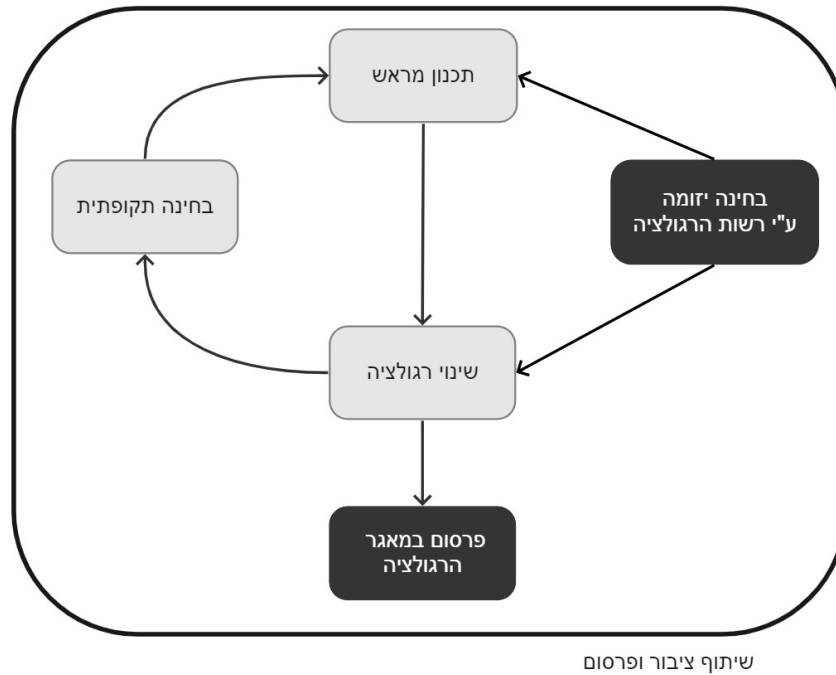 תכנון מראש
בחינה יזומה
ע"י רשות הרגולציה
בחינה תקופתית
שינוי רגולציה
פרסום במאגר
הרגולציה
שיתוף ציבור ופרסום